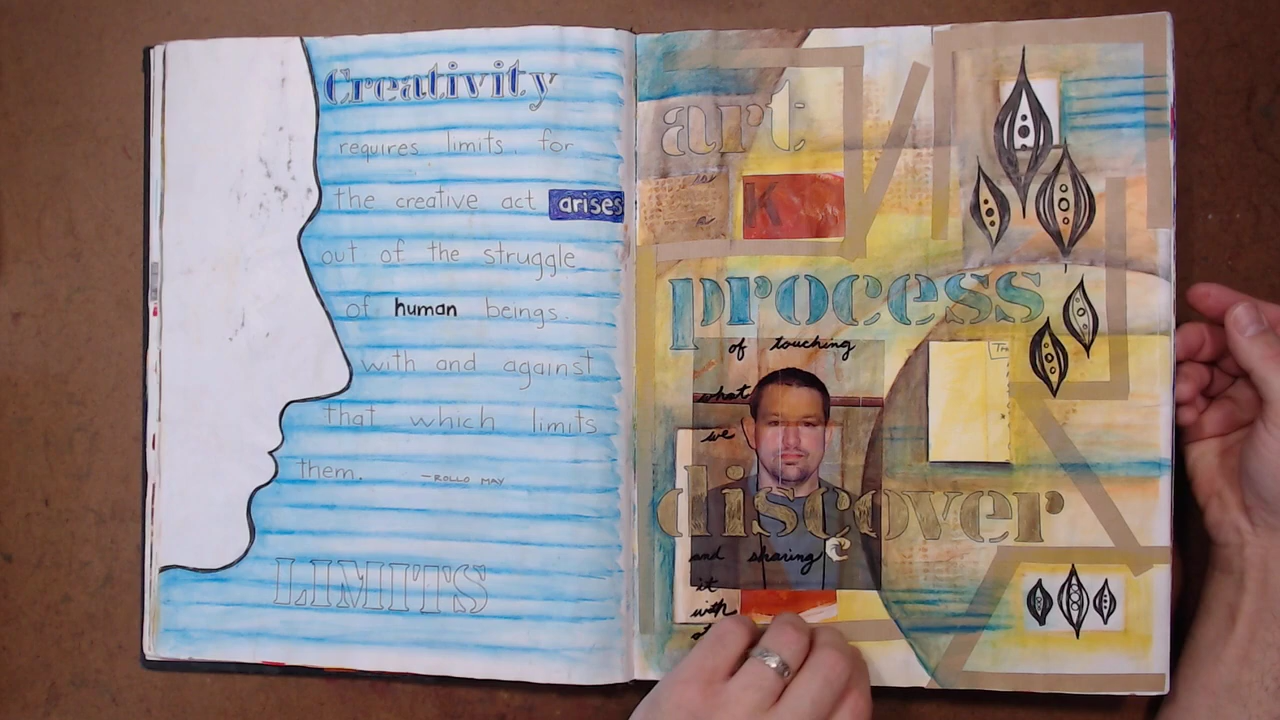 Creativity
requires limits, for
the creative act arises
out of the struggle
of human beings.
with and against
that which limits
them. -ROLLO MAY
LIMITS
art
is K
a
process
of touching
what
we
discover
and sharing
it
with